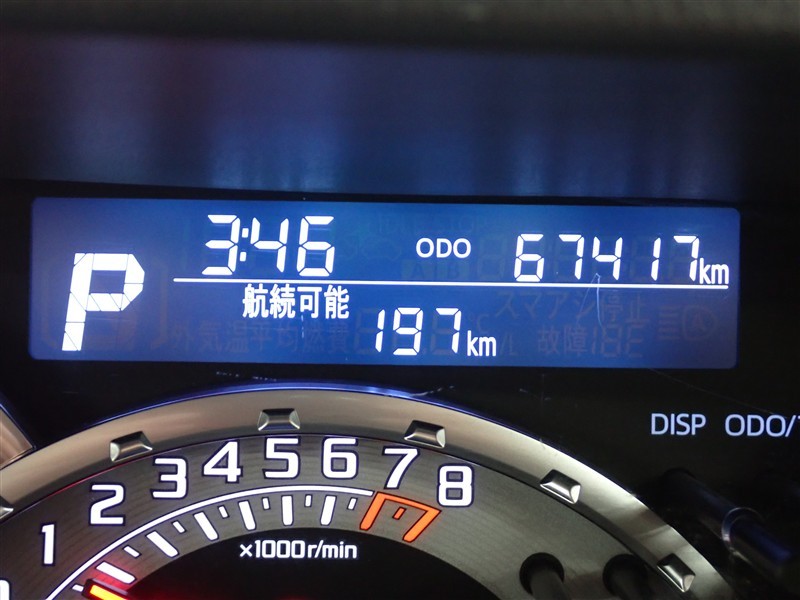 P
3:46
ODO 67417km
航続可能
197km
DISP ODO/
1 2 3 4 5 6 7 8
×1000r/min